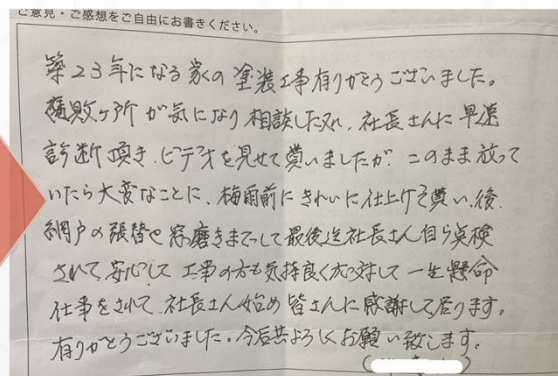 ご意見・ご感想をご自由にお書きください。
築23年になる家の塗装工事有りがとうございました。
腐敗ヶ所が気になり相談した処、社長さんに早速
診断頂き、ビデオを見せて貰いましたが、このまま放って
いたら大変なことに、梅雨前にきれいに仕上げて貰い、後
網戸の張替や 磨きまでして最後迄社長さん自ら点検
されて、安心して 工事の方も気持良く 対して 一生懸命
仕事をされて、社長さん始め皆さんに感謝して居ります。
有りがとうございました。今后共よろしくお願い致します。